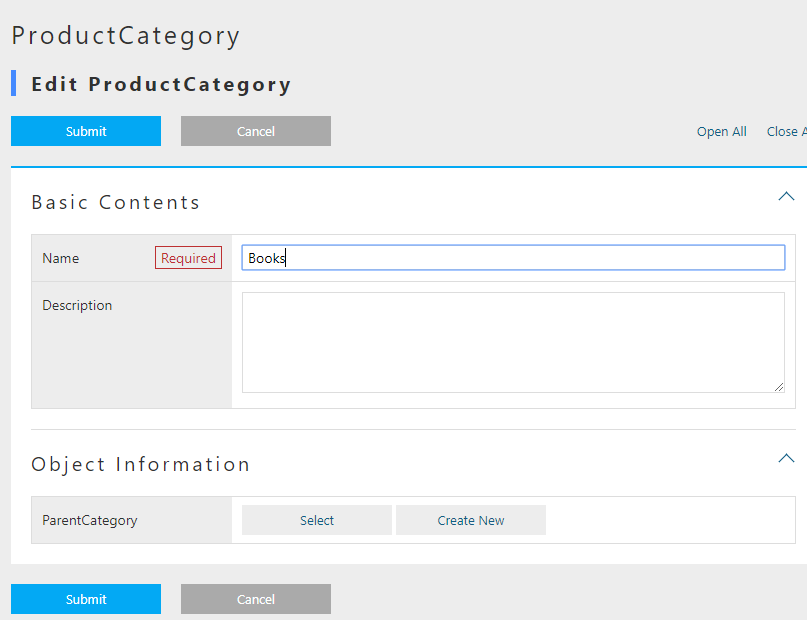 ProductCategory
Edit ProductCategory
Submit Cancel Open All Close A
Basic Contents
Name Required Books
Description
Object Information
ParentCategory Select Create New
Submit Cancel